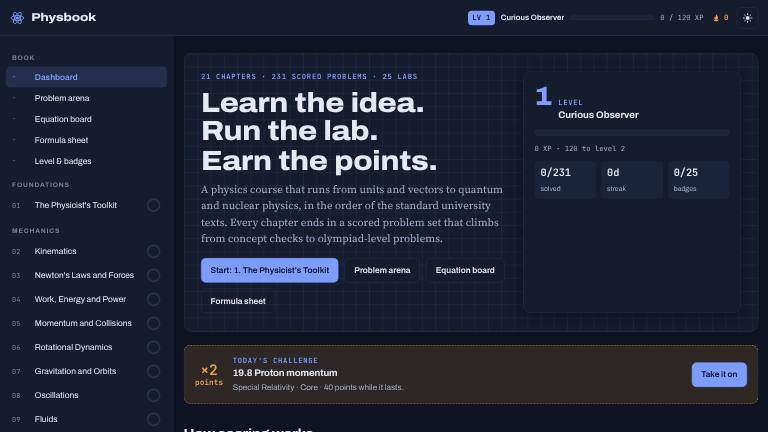 Physbook
LV 1 Curious Observer 0 / 120 XP 0
BOOK
Dashboard
Problem arena
Equation board
Formula sheet
Level & badges
FOUNDATIONS
01 The Physicist's Toolkit
MECHANICS
02 Kinematics
03 Newton's Laws and Forces
04 Work, Energy and Power
05 Momentum and Collisions
06 Rotational Dynamics
07 Gravitation and Orbits
08 Oscillations
09 Fluids
21 CHAPTERS · 231 SCORED PROBLEMS · 25 LABS
Learn the idea.
Run the lab.
Earn the points.
A physics course that runs from units and vectors to quantum
and nuclear physics, in the order of the standard university
texts. Every chapter ends in a scored problem set that climbs
from concept checks to olympiad-level problems.
Start: 1. The Physicist's Toolkit
Problem arena
Equation board
Formula sheet
1 LEVEL
Curious Observer
0 XP · 120 to level 2
0/231
solved
0d
streak
0/25
badges
×2
points
TODAY'S CHALLENGE
19.8 Proton momentum
Special Relativity · Core · 40 points while it lasts.
Take it on
How scoring works